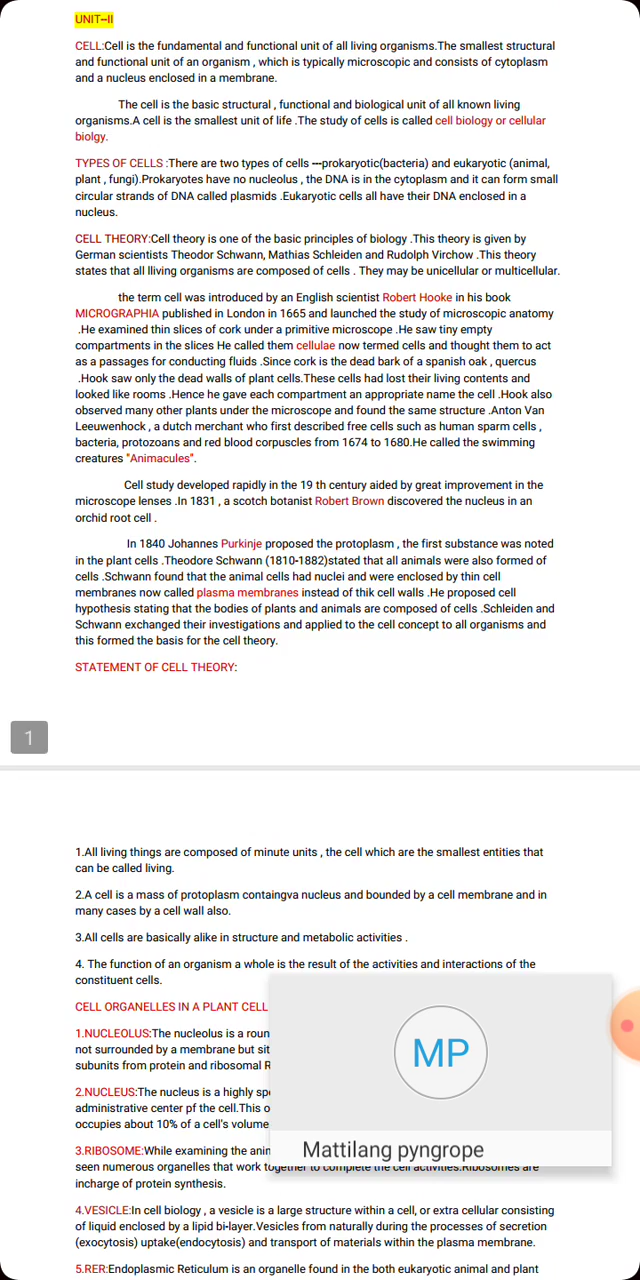 UNIT--II
CELL:Cell is the fundamental and functional unit of all living organisms.The smallest structural
and functional unit of an organism , which is typically microscopic and consists of cytoplasm
and a nucleus enclosed in a membrane.
The cell is the basic structural , functional and biological unit of all known living
organisms.A cell is the smallest unit of life .The study of cells is called cell biology or cellular
biolgy.
TYPES OF CELLS :There are two types of cells ---prokaryotic(bacteria) and eukaryotic (animal,
plant , fungi).Prokaryotes have no nucleolus , the DNA is in the cytoplasm and it can form small
circular strands of DNA called plasmids .Eukaryotic cells all have their DNA enclosed in a
nucleus.
CELL THEORY:Cell theory is one of the basic principles of biology .This theory is given by
German scientists Theodor Schwann, Mathias Schleiden and Rudolph Virchow .This theory
states that all lliving organisms are composed of cells . They may be unicellular or multicellular.
the term cell was introduced by an English scientist Robert Hooke in his book
MICROGRAPHIA published in London in 1665 and launched the study of microscopic anatomy
.He examined thin slices of cork under a primitive microscope .He saw tiny empty
compartments in the slices He called them cellulae now termed cells and thought them to act
as a passages for conducting fluids .Since cork is the dead bark of a spanish oak , quercus
.Hook saw only the dead walls of plant cells.These cells had lost their living contents and
looked like rooms .Hence he gave each compartment an appropriate name the cell .Hook also
observed many other plants under the microscope and found the same structure .Anton Van
Leeuwenhock , a dutch merchant who first described free cells such as human sperm cells ,
bacteria, protozoans and red blood corpuscles from 1674 to 1680.He called the swimming
creatures "Animacules".
Cell study developed rapidly in the 19 th century aided by great improvement in the
microscope lenses .In 1831 , a scotch botanist Robert Brown discovered the nucleus in an
orchid root cell .
In 1840 Johannes Purkinje proposed the protoplasm , the first substance was noted
in the plant cells .Theodore Schwann (1810-1882)stated that all animals were also formed of
cells .Schwann found that the animal cells had nuclei and were enclosed by thin cell
membranes now called plasma membranes instead of thik cell walls .He proposed cell
hypothesis stating that the bodies of plants and animals are composed of cells .Schleiden and
Schwann exchanged their investigations and applied to the cell concept to all organisms and
this formed the basis for the cell theory.
STATEMENT OF CELL THEORY:
1
1.All living things are composed of minute units , the cell which are the smallest entities that
can be called living.
2.A cell is a mass of protoplasm containgva nucleus and bounded by a cell membrane and in
many cases by a cell wall also.
3.All cells are basically alike in structure and metabolic activities .
4. The function of an organism a whole is the result of the activities and interactions of the
constituent cells.
CELL ORGANELLES IN A PLANT CELL
1.NUCLEOLUS:The nucleolus is a roun
not surrounded by a membrane but sit
subunits from protein and ribosomal R
MP
2.NUCLEUS:The nucleus is a highly spe
administrative center pf the cell.This o
occupies about 10% of a cell's volume
Mattilang pyngrope
3.RIBOSOME:While examining the anim
seen numerous organelles that work together to complete the cell activities.Ribosomes are
incharge of protein synthesis.
4.VESICLE:In cell biology , a vesicle is a large structure within a cell, or extra cellular consisting
of liquid enclosed by a lipid bi-layer.Vesicles from naturally during the processes of secretion
(exocytosis) uptake(endocytosis) and transport of materials within the plasma membrane.
5.RER:Endoplasmic Reticulum is an organelle found in the both eukaryotic animal and plant